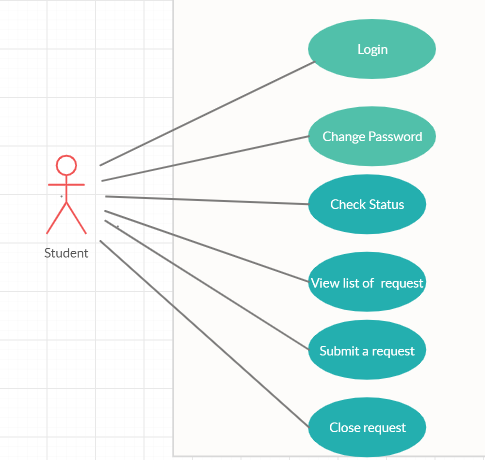 Login
Change Password
Check Status
Student
View list of request
Submit a request
Close request